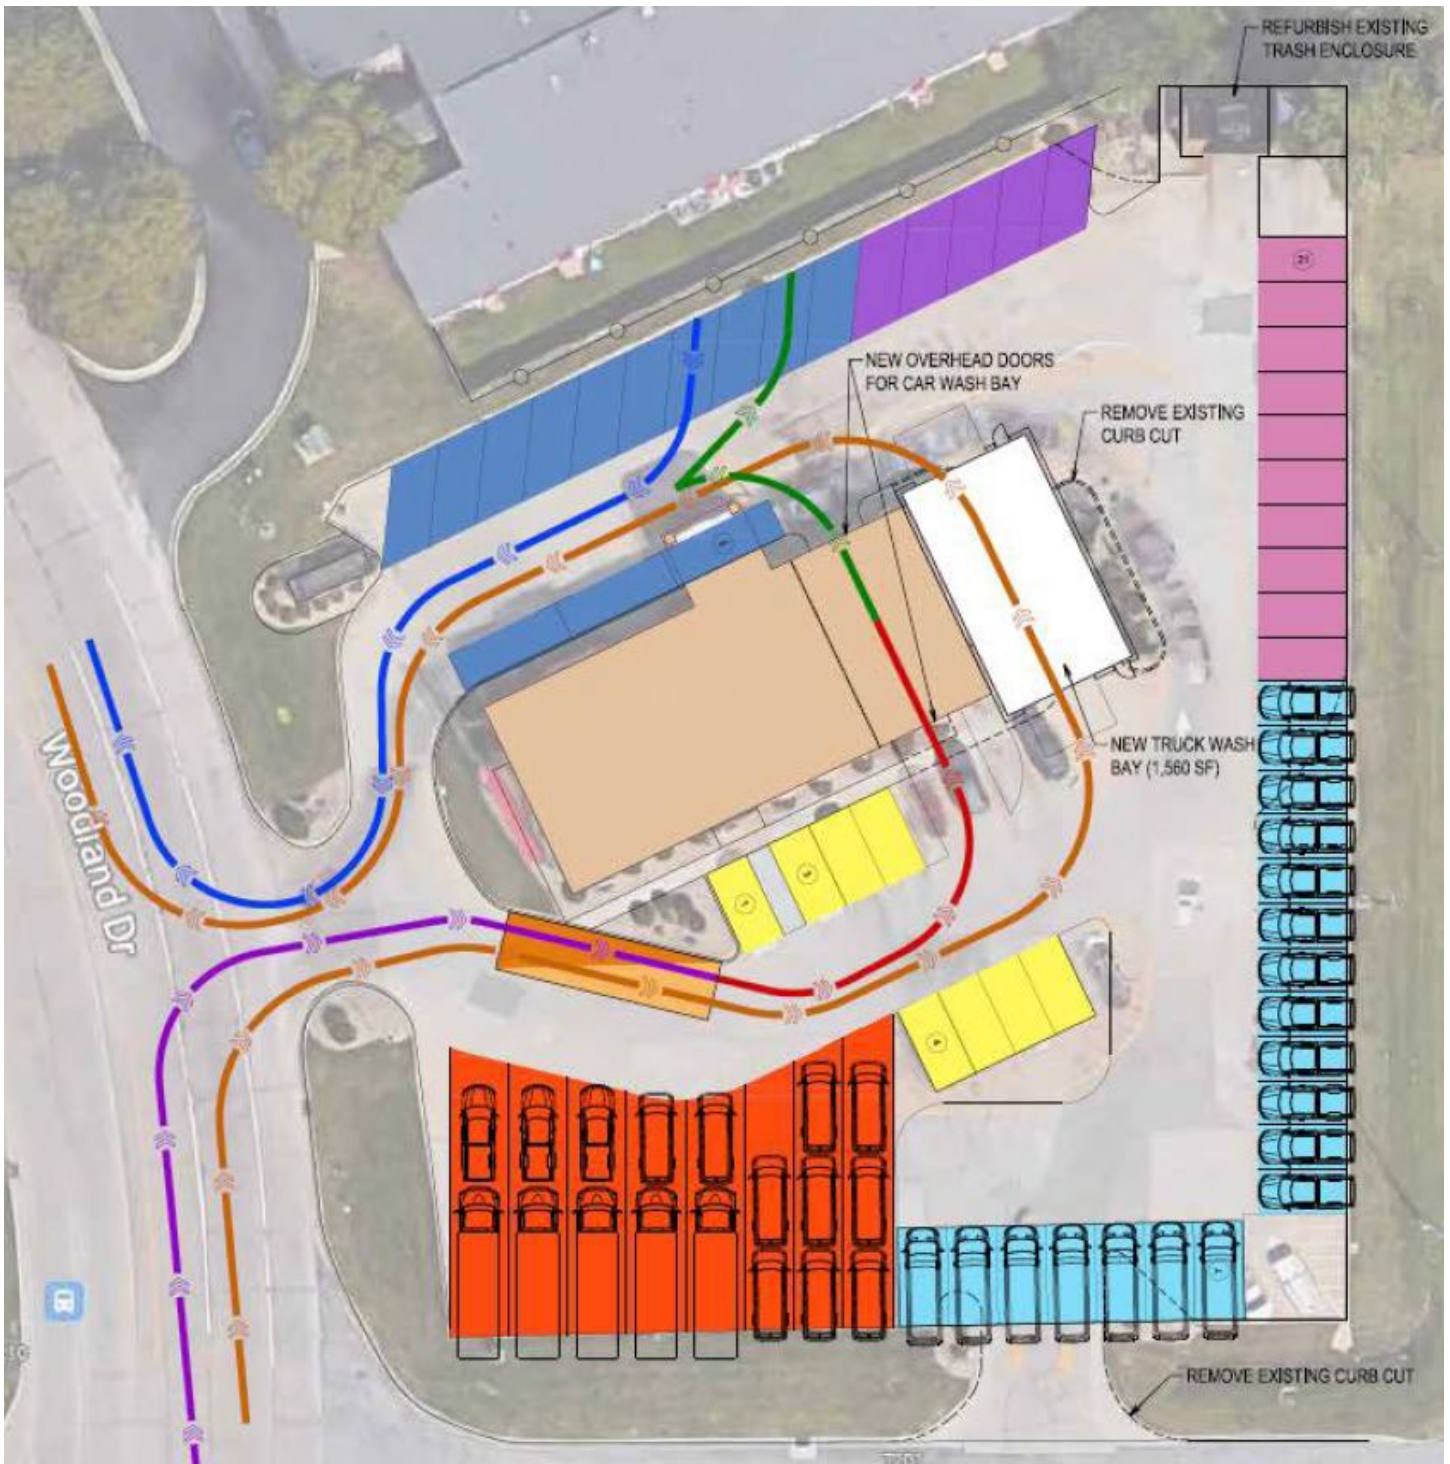 REFURBISH EXISTING
TRASH ENCLOSURE
21
NEW OVERHEAD DOORS
FOR CAR WASH BAY
REMOVE EXISTING
CURB CUT
NEW TRUCK WASH
BAY (1,560 SF)
Woodland Dr
REMOVE EXISTING CURB CUT